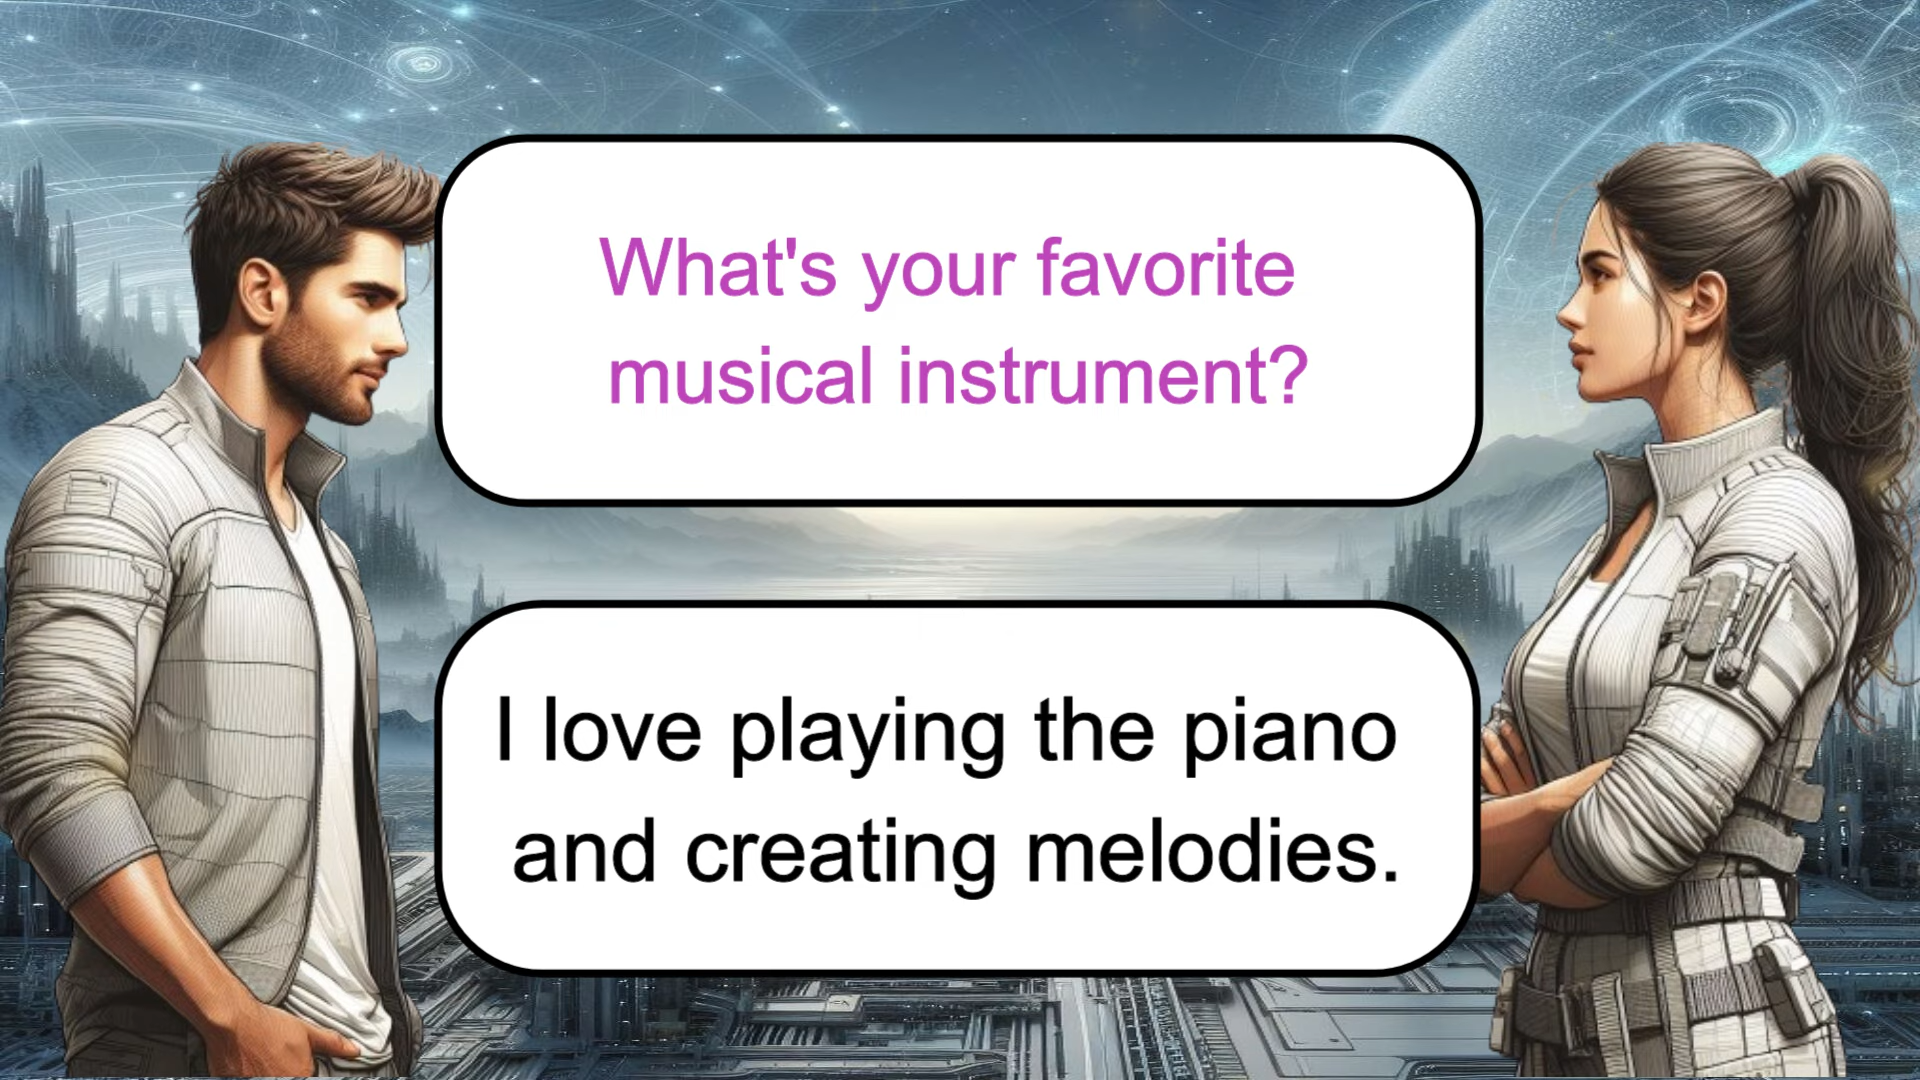 What's your favorite
musical instrument?
I love playing the piano
and creating melodies.